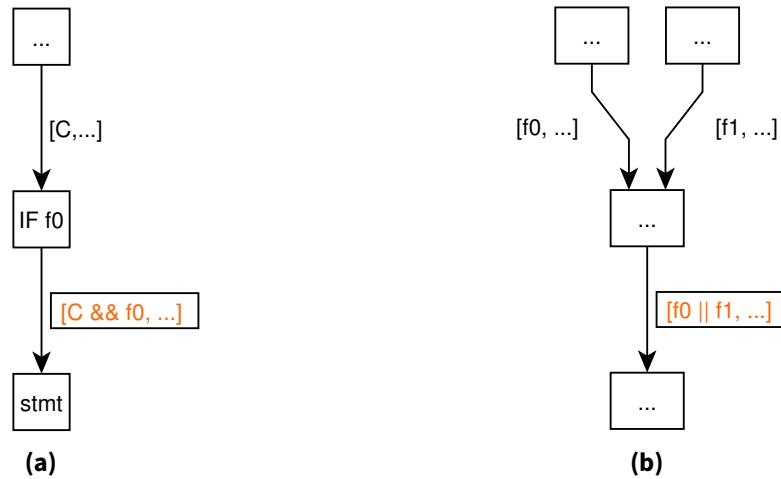 ...
[C,...]
IF f0
[C && f0, ...]
stmt
(a)
...
...
[f0, ...]
[f1, ...]
...
[f0 || f1, ...]
...
(b)